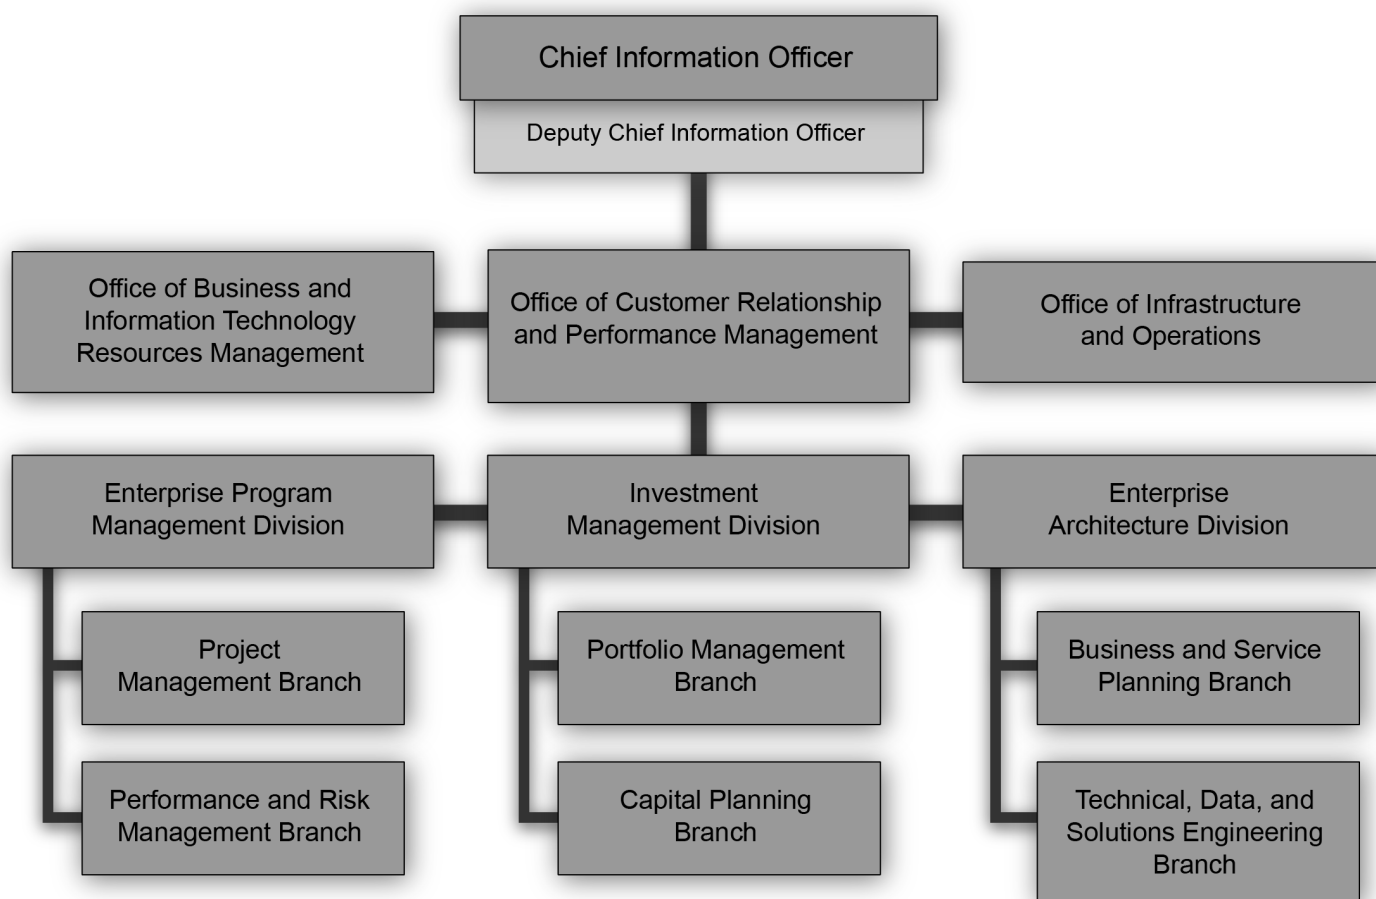 Chief Information Officer
Deputy Chief Information Officer
Office of Business and
Information Technology
Resources Management
Office of Customer Relationship
and Performance Management
Office of Infrastructure
and Operations
Enterprise Program
Management Division
Investment
Management Division
Enterprise
Architecture Division
Project
Management Branch
Portfolio Management
Branch
Business and Service
Planning Branch
Performance and Risk
Management Branch
Capital Planning
Branch
Technical, Data, and
Solutions Engineering
Branch